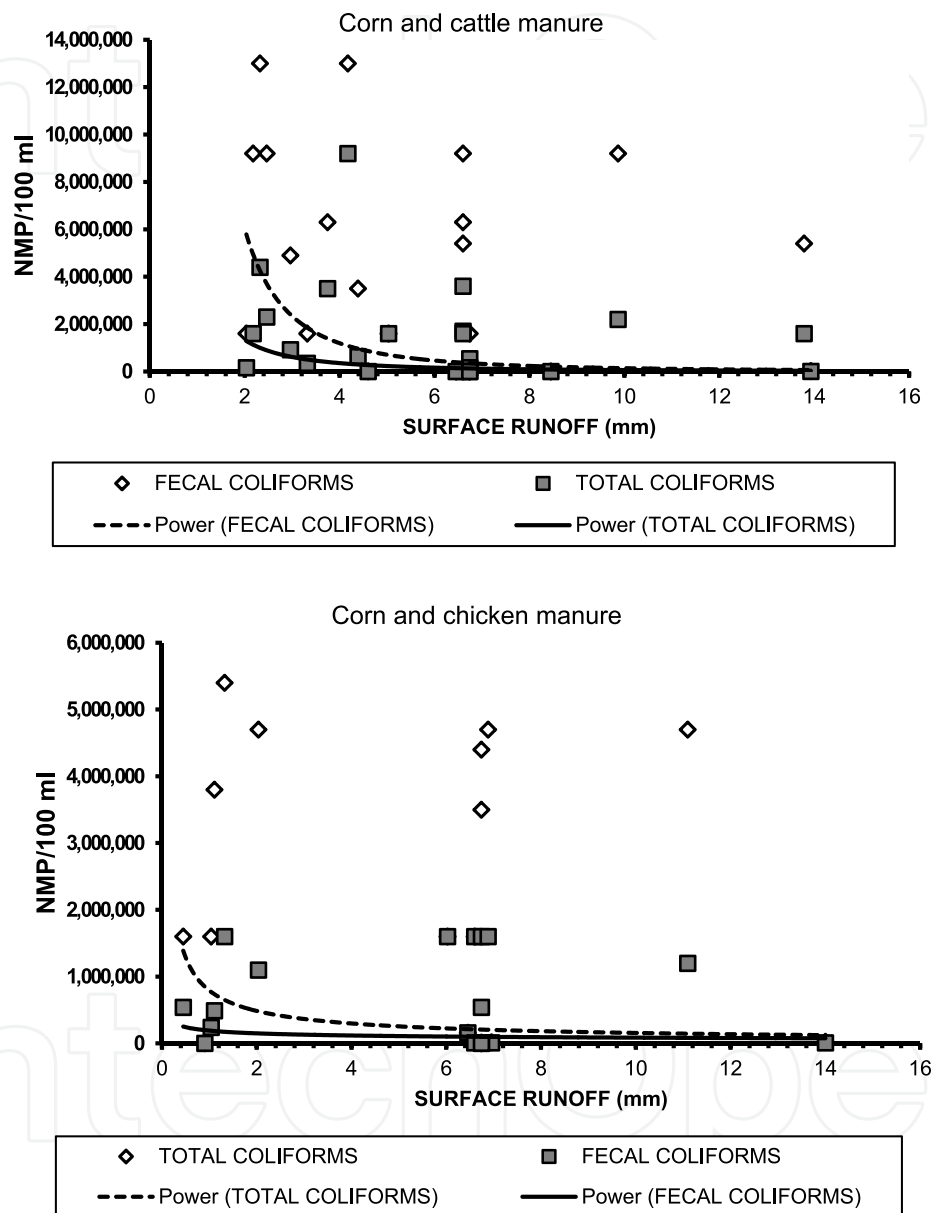 Corn and cattle manure
14,000,000
12,000,000
10,000,000
8,000,000
6,000,000
4,000,000
2,000,000
0
NMP/100 ml
0 2 4 6 8 10 12 14 16
SURFACE RUNOFF (mm)
FECAL COLIFORMS TOTAL COLIFORMS
Power (FECAL COLIFORMS) Power (TOTAL COLIFORMS)
Corn and chicken manure
6,000,000
5,000,000
4,000,000
3,000,000
2,000,000
1,000,000
0
NMP/100 ml
0 2 4 6 8 10 12 14 16
SURFACE RUNOFF (mm)
TOTAL COLIFORMS FECAL COLIFORMS
Power (TOTAL COLIFORMS) Power (FECAL COLIFORMS)